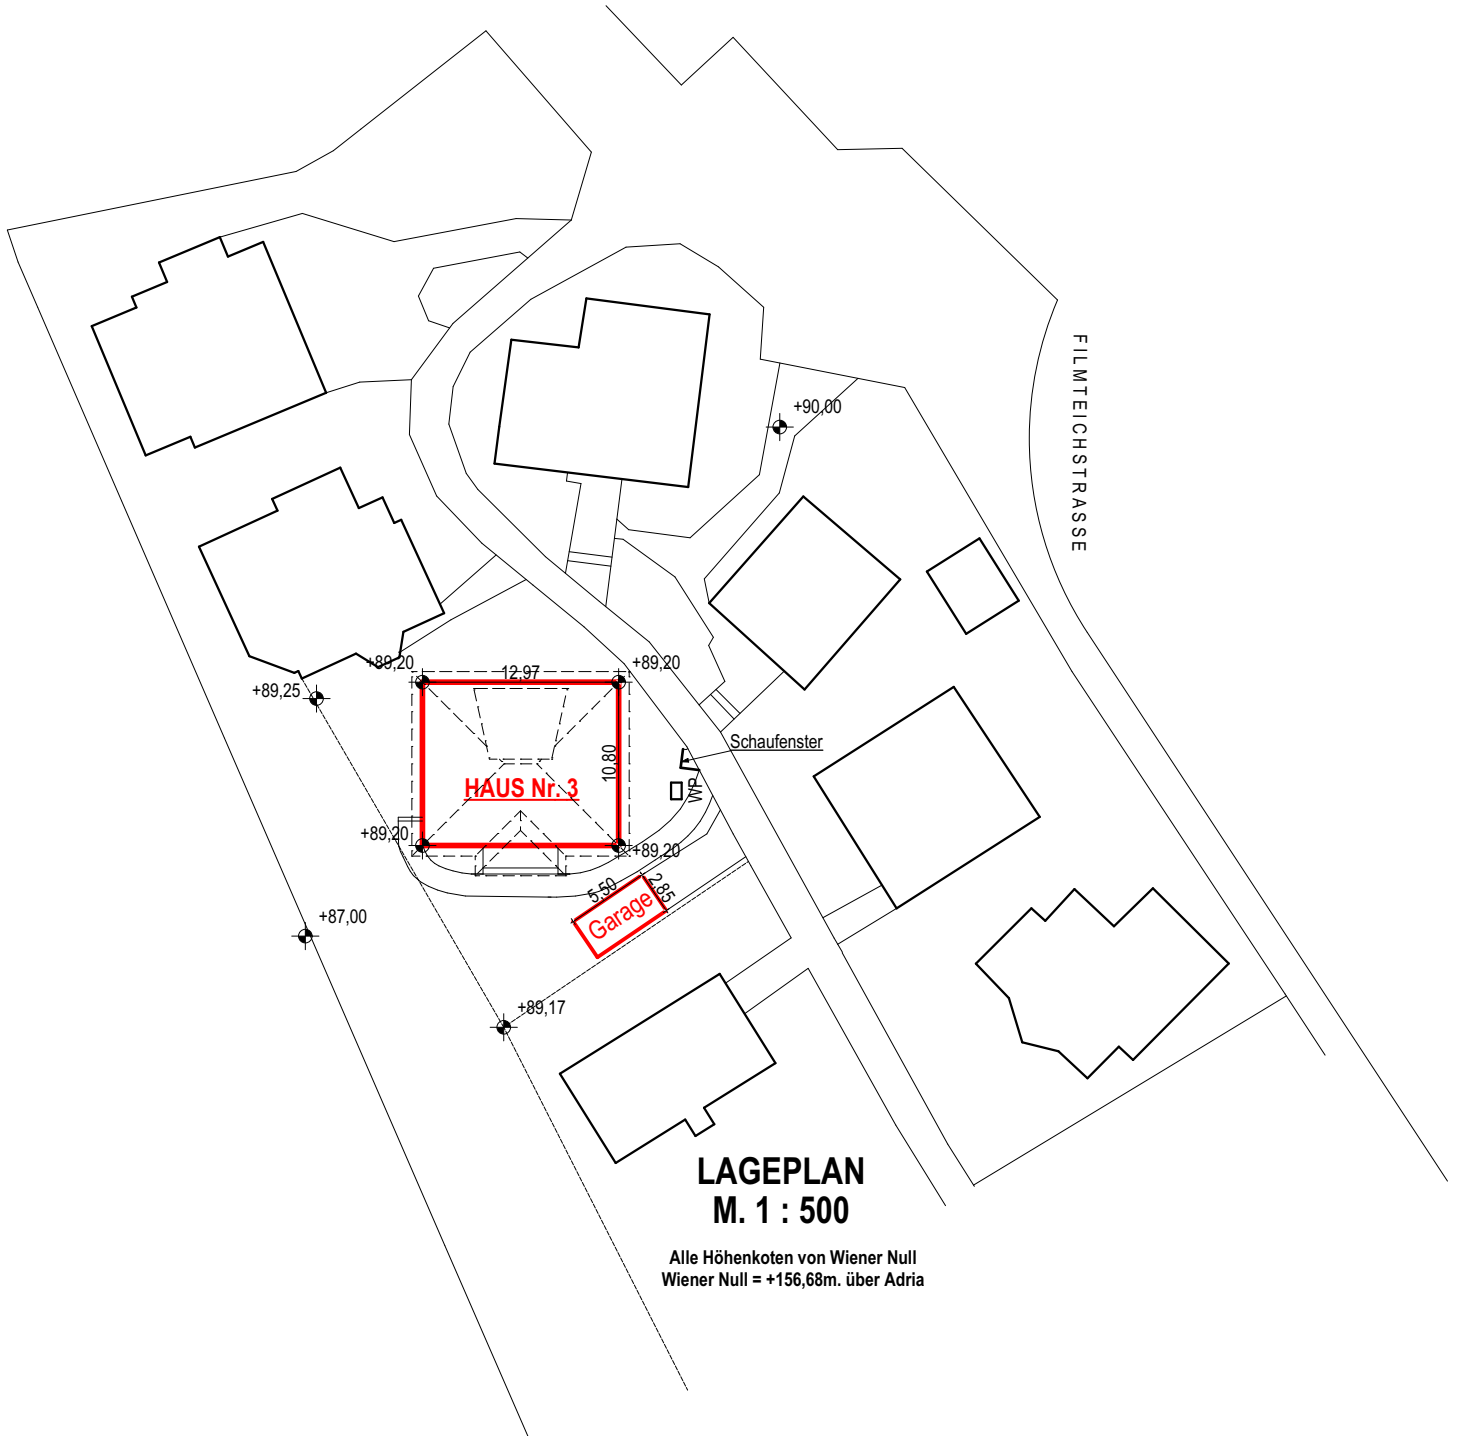 FILMTEICHSTRASSE
+90,00
+89,20
12,97
+89,20
+89,25
Schaufenster
10,80
HAUS Nr. 3
WP
+89,20
+89,20
5,50
2,85
Garage
+87,00
+89,17
LAGEPLAN
M. 1 : 500
Alle Höhenkoten von Wiener Null
Wiener Null = +156,68m. über Adria